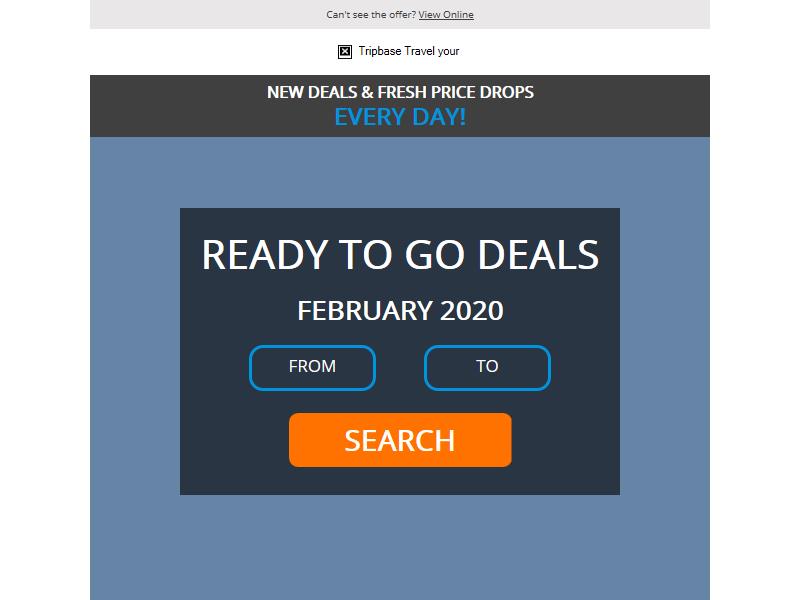 Can't see the offer? View Online
Tripbase Travel your
NEW DEALS & FRESH PRICE DROPS
EVERY DAY!
READY TO GO DEALS
FEBRUARY 2020
FROM TO
SEARCH